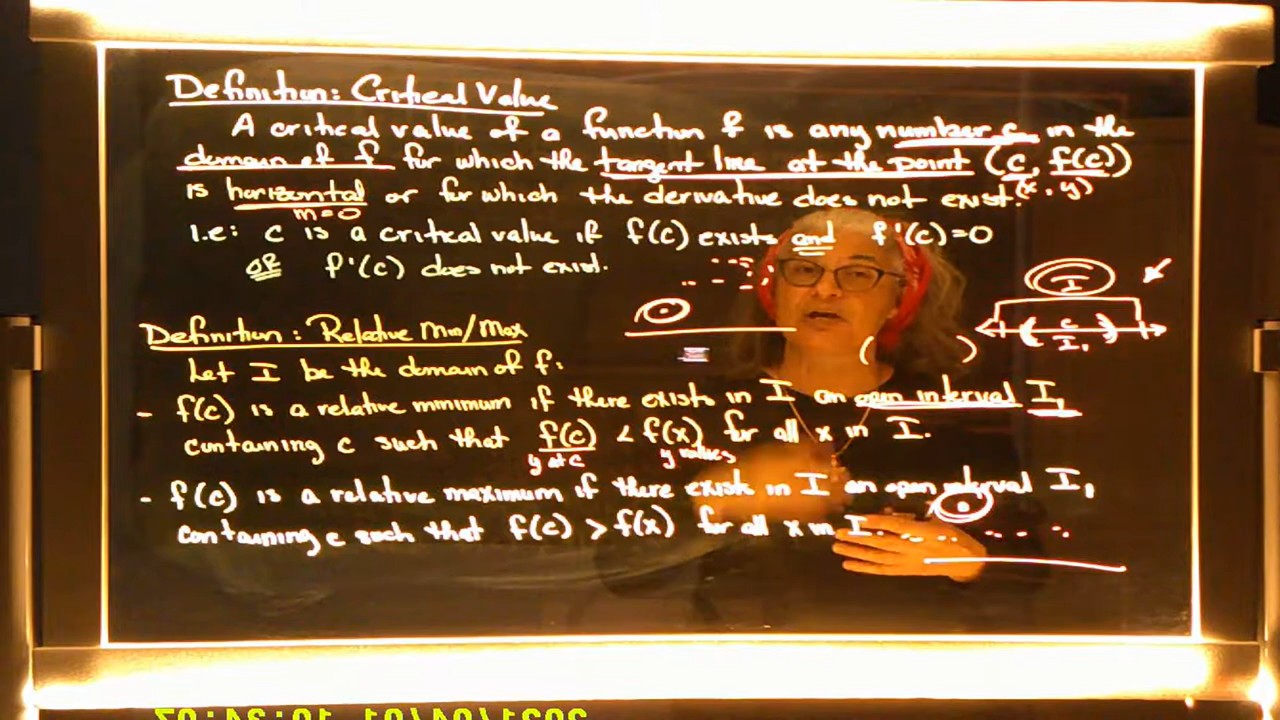 Definition: Critical Value
A critical value of a function f is any number c in the
domain of f for which the tangent line at the point (c, f(c))
is horizontal or for which the derivative does not exist. (x, y)
m=0
i.e: c is a critical value if f(c) exists and f'(c)=0
or f'(c) does not exist.
I
c
I₁
Definition: Relative Min/Max
Let I be the domain of f:
- f(c) is a relative minimum if there exists in I an open interval I₁
containing c such that f(c) < f(x) for all x in I.
y at c y values
- f(c) is a relative maximum if there exists in I an open interval I₁
containing c such that f(c) > f(x) for all x in I.